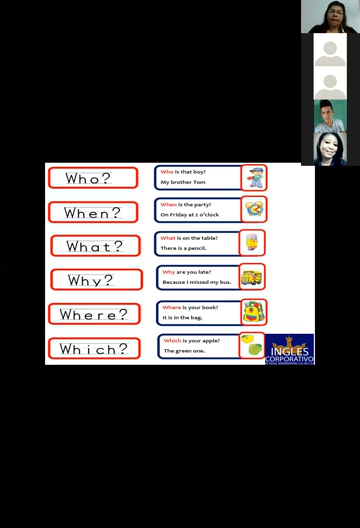 Who?
Who is that boy?
My brother Tom
When?
When is the party?
On Friday at 2 o'clock
What?
What is on the table?
There is a pencil.
Why?
Why are you late?
Because I missed my bus.
Where?
Where is your book?
It is in the bag.
Which?
Which is your apple?
The green one.
INGLES
CORPORATIVO